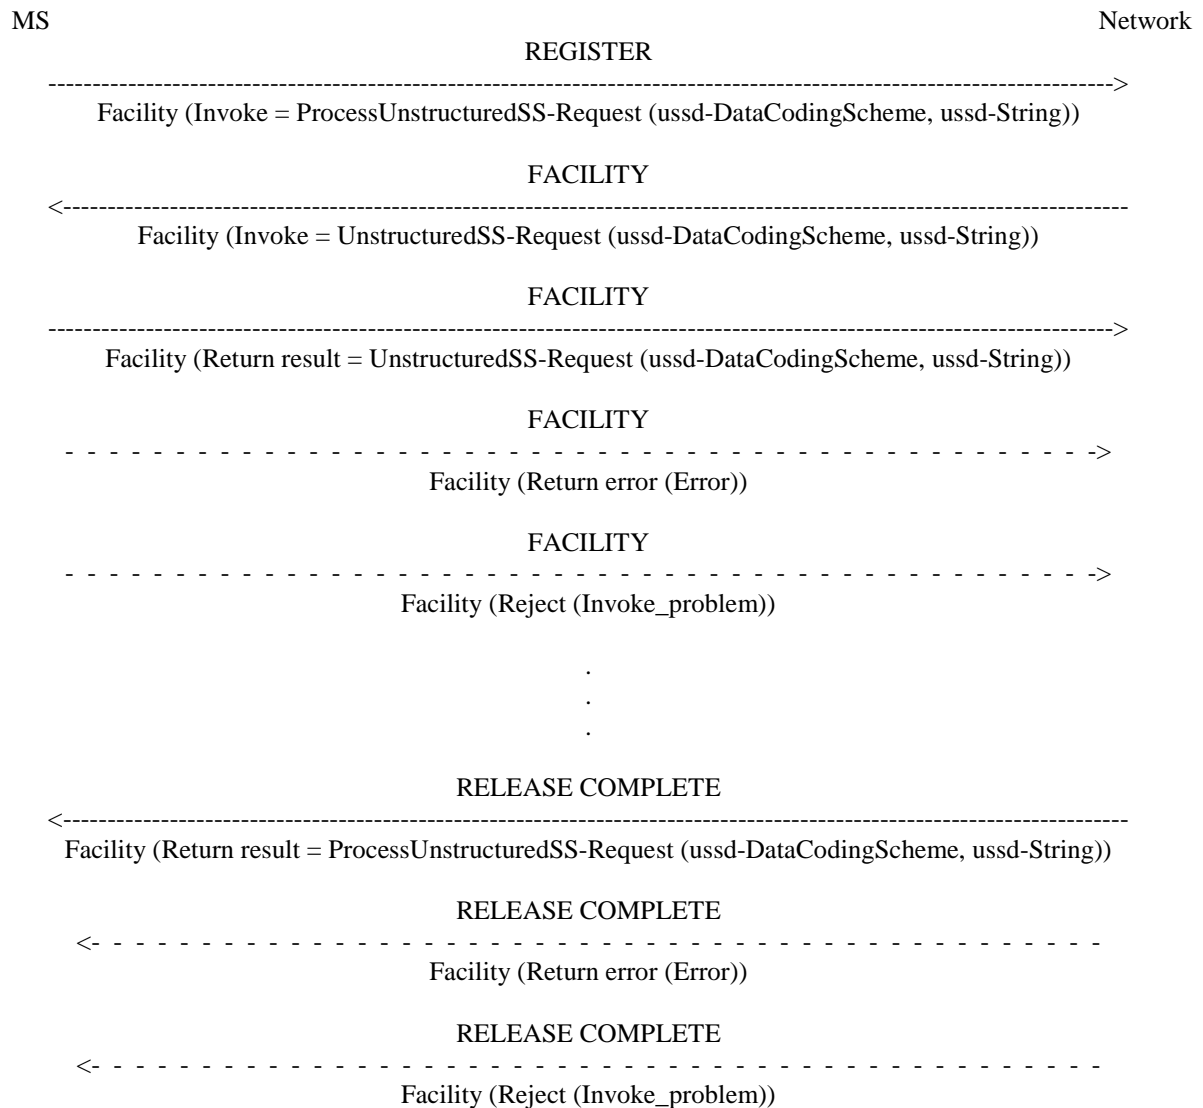 MS Network
REGISTER
------------------------------------------------------------------------------------------------------------------------>
Facility (Invoke = ProcessUnstructuredSS-Request (ussd-DataCodingScheme, ussd-String))
FACILITY
<------------------------------------------------------------------------------------------------------------------------
Facility (Invoke = UnstructuredSS-Request (ussd-DataCodingScheme, ussd-String))
FACILITY
------------------------------------------------------------------------------------------------------------------------>
Facility (Return result = UnstructuredSS-Request (ussd-DataCodingScheme, ussd-String))
FACILITY
- - - - - - - - - - - - - - - - - - - - - - - - - - - - - - - - - - - - - - - - - - - - - - - ->
Facility (Return error (Error))
FACILITY
- - - - - - - - - - - - - - - - - - - - - - - - - - - - - - - - - - - - - - - - - - - - - - - ->
Facility (Reject (Invoke_problem))
.
.
.
RELEASE COMPLETE
<------------------------------------------------------------------------------------------------------------------------
Facility (Return result = ProcessUnstructuredSS-Request (ussd-DataCodingScheme, ussd-String))
RELEASE COMPLETE
<- - - - - - - - - - - - - - - - - - - - - - - - - - - - - - - - - - - - - - - - - - - - - - -
Facility (Return error (Error))
RELEASE COMPLETE
<- - - - - - - - - - - - - - - - - - - - - - - - - - - - - - - - - - - - - - - - - - - - - - -
Facility (Reject (Invoke_problem))